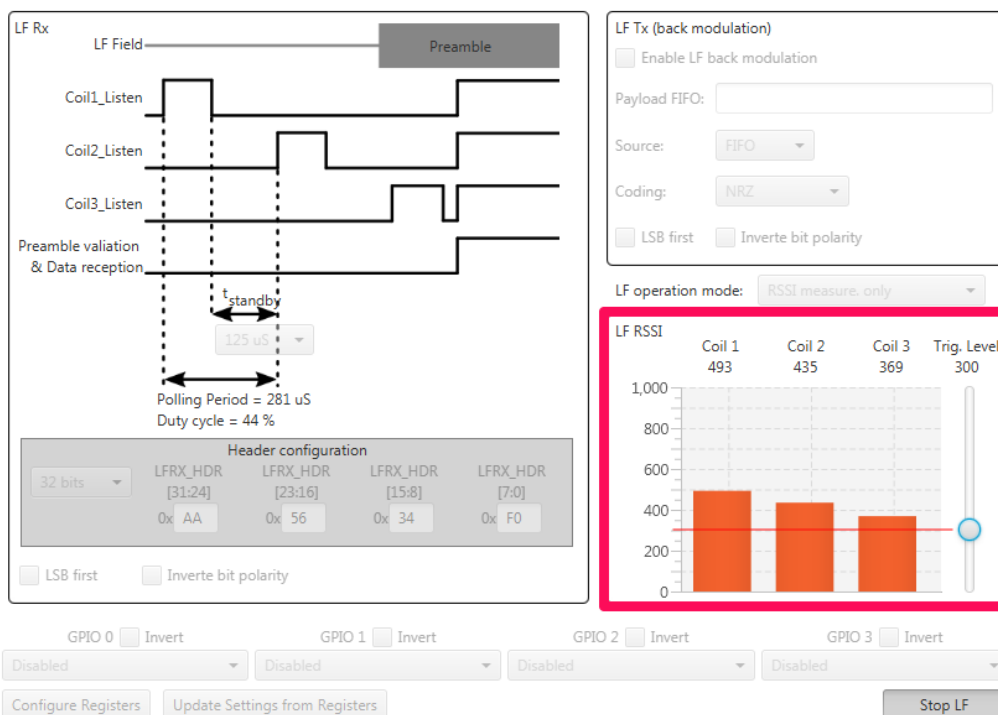 LF Rx
LF Field
Preamble
Coil1_Listen
Coil2_Listen
Coil3_Listen
Preamble valiation
& Data reception
tstandby
125 uS
Polling Period = 281 uS
Duty cycle = 44 %
Header configuration
32 bits
LFRX_HDR LFRX_HDR LFRX_HDR LFRX_HDR
[31:24] [23:16] [15:8] [7:0]
0x AA 0x 56 0x 34 0x F0
LSB first Inverte bit polarity
LF Tx (back modulation)
Enable LF back modulation
Payload FIFO:
Source: FIFO
Coding: NRZ
LSB first Inverte bit polarity
LF operation mode: RSSI measure. only
LF RSSI
Coil 1 Coil 2 Coil 3 Trig. Level
493 435 369 300
1,000
800
600
400
200
0
GPIO 0 Invert GPIO 1 Invert GPIO 2 Invert GPIO 3 Invert
Disabled Disabled Disabled Disabled
Configure Registers Update Settings from Registers Stop LF